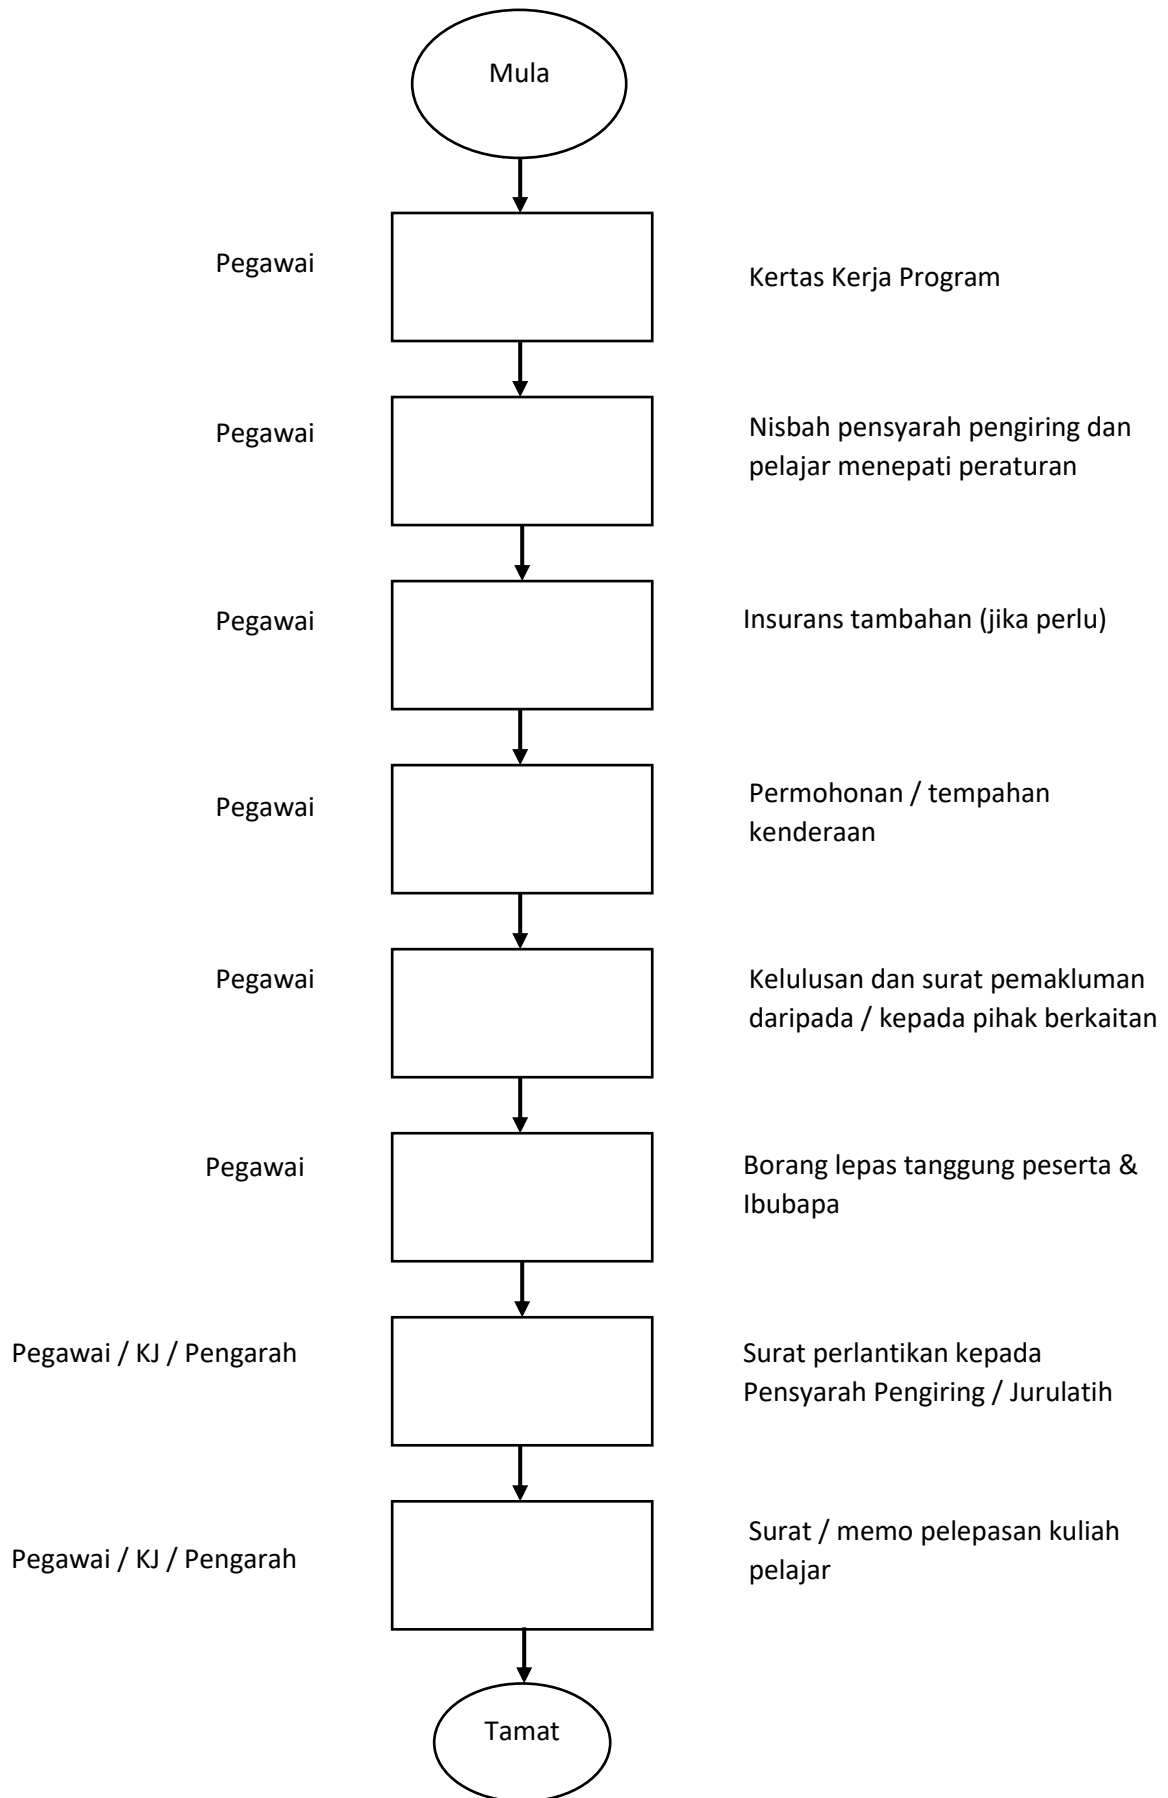 Mula
Pegawai
Kertas Kerja Program
Pegawai
Nisbah pensyarah pengiring dan
pelajar menepati peraturan
Pegawai
Insurans tambahan (jika perlu)
Pegawai
Permohonan / tempahan
kenderaan
Pegawai
Kelulusan dan surat pemakluman
daripada / kepada pihak berkaitan
Pegawai
Borang lepas tanggung peserta &
Ibubapa
Pegawai / KJ / Pengarah
Surat perlantikan kepada
Pensyarah Pengiring / Jurulatih
Pegawai / KJ / Pengarah
Surat / memo pelepasan kuliah
pelajar
Tamat